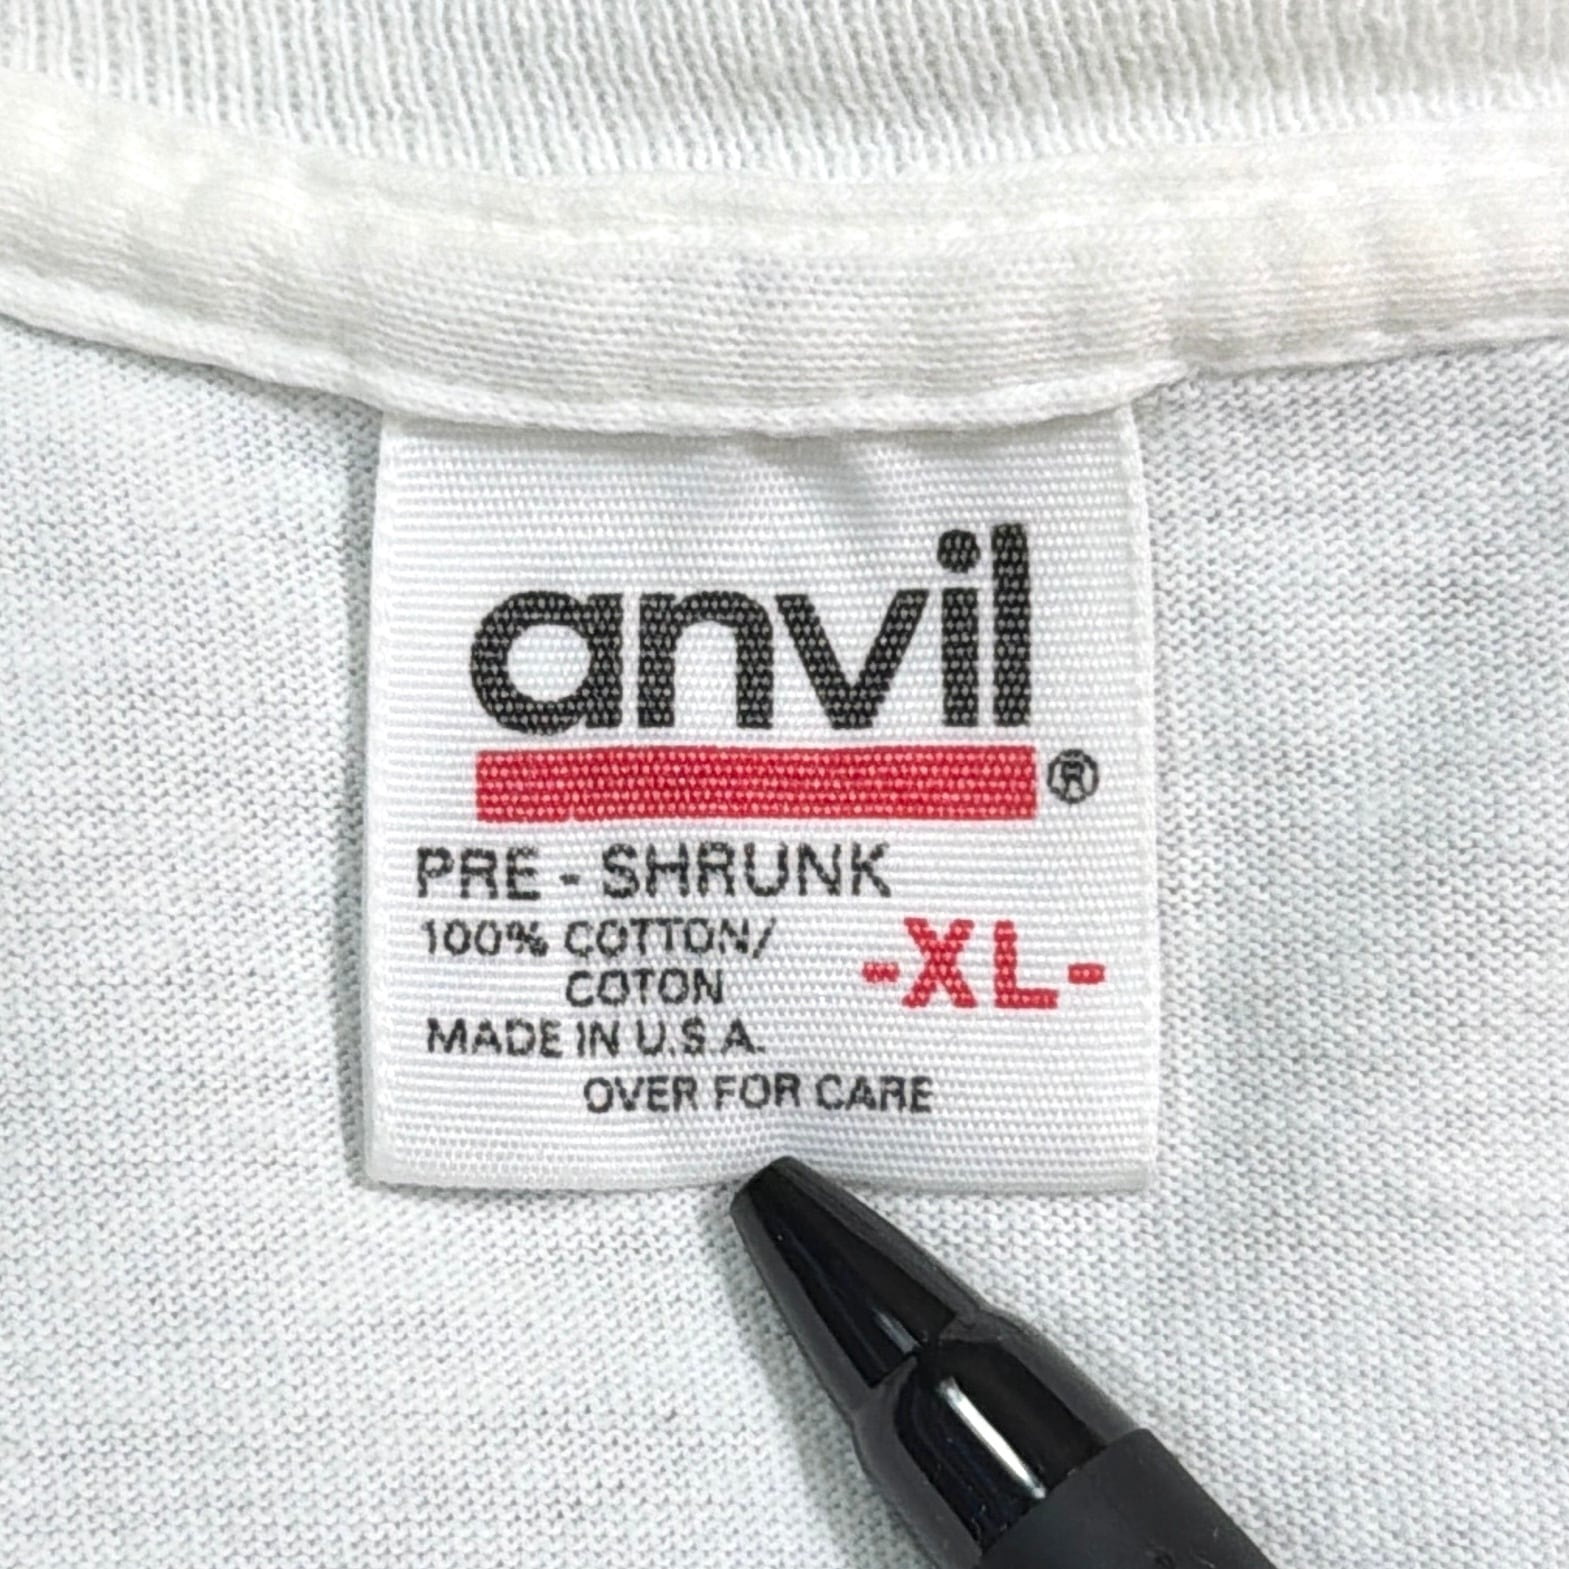 anvil
®
PRE - SHRUNK
100% COTTON/
COTON
-XL-
MADE IN U.S.A.
OVER FOR CARE